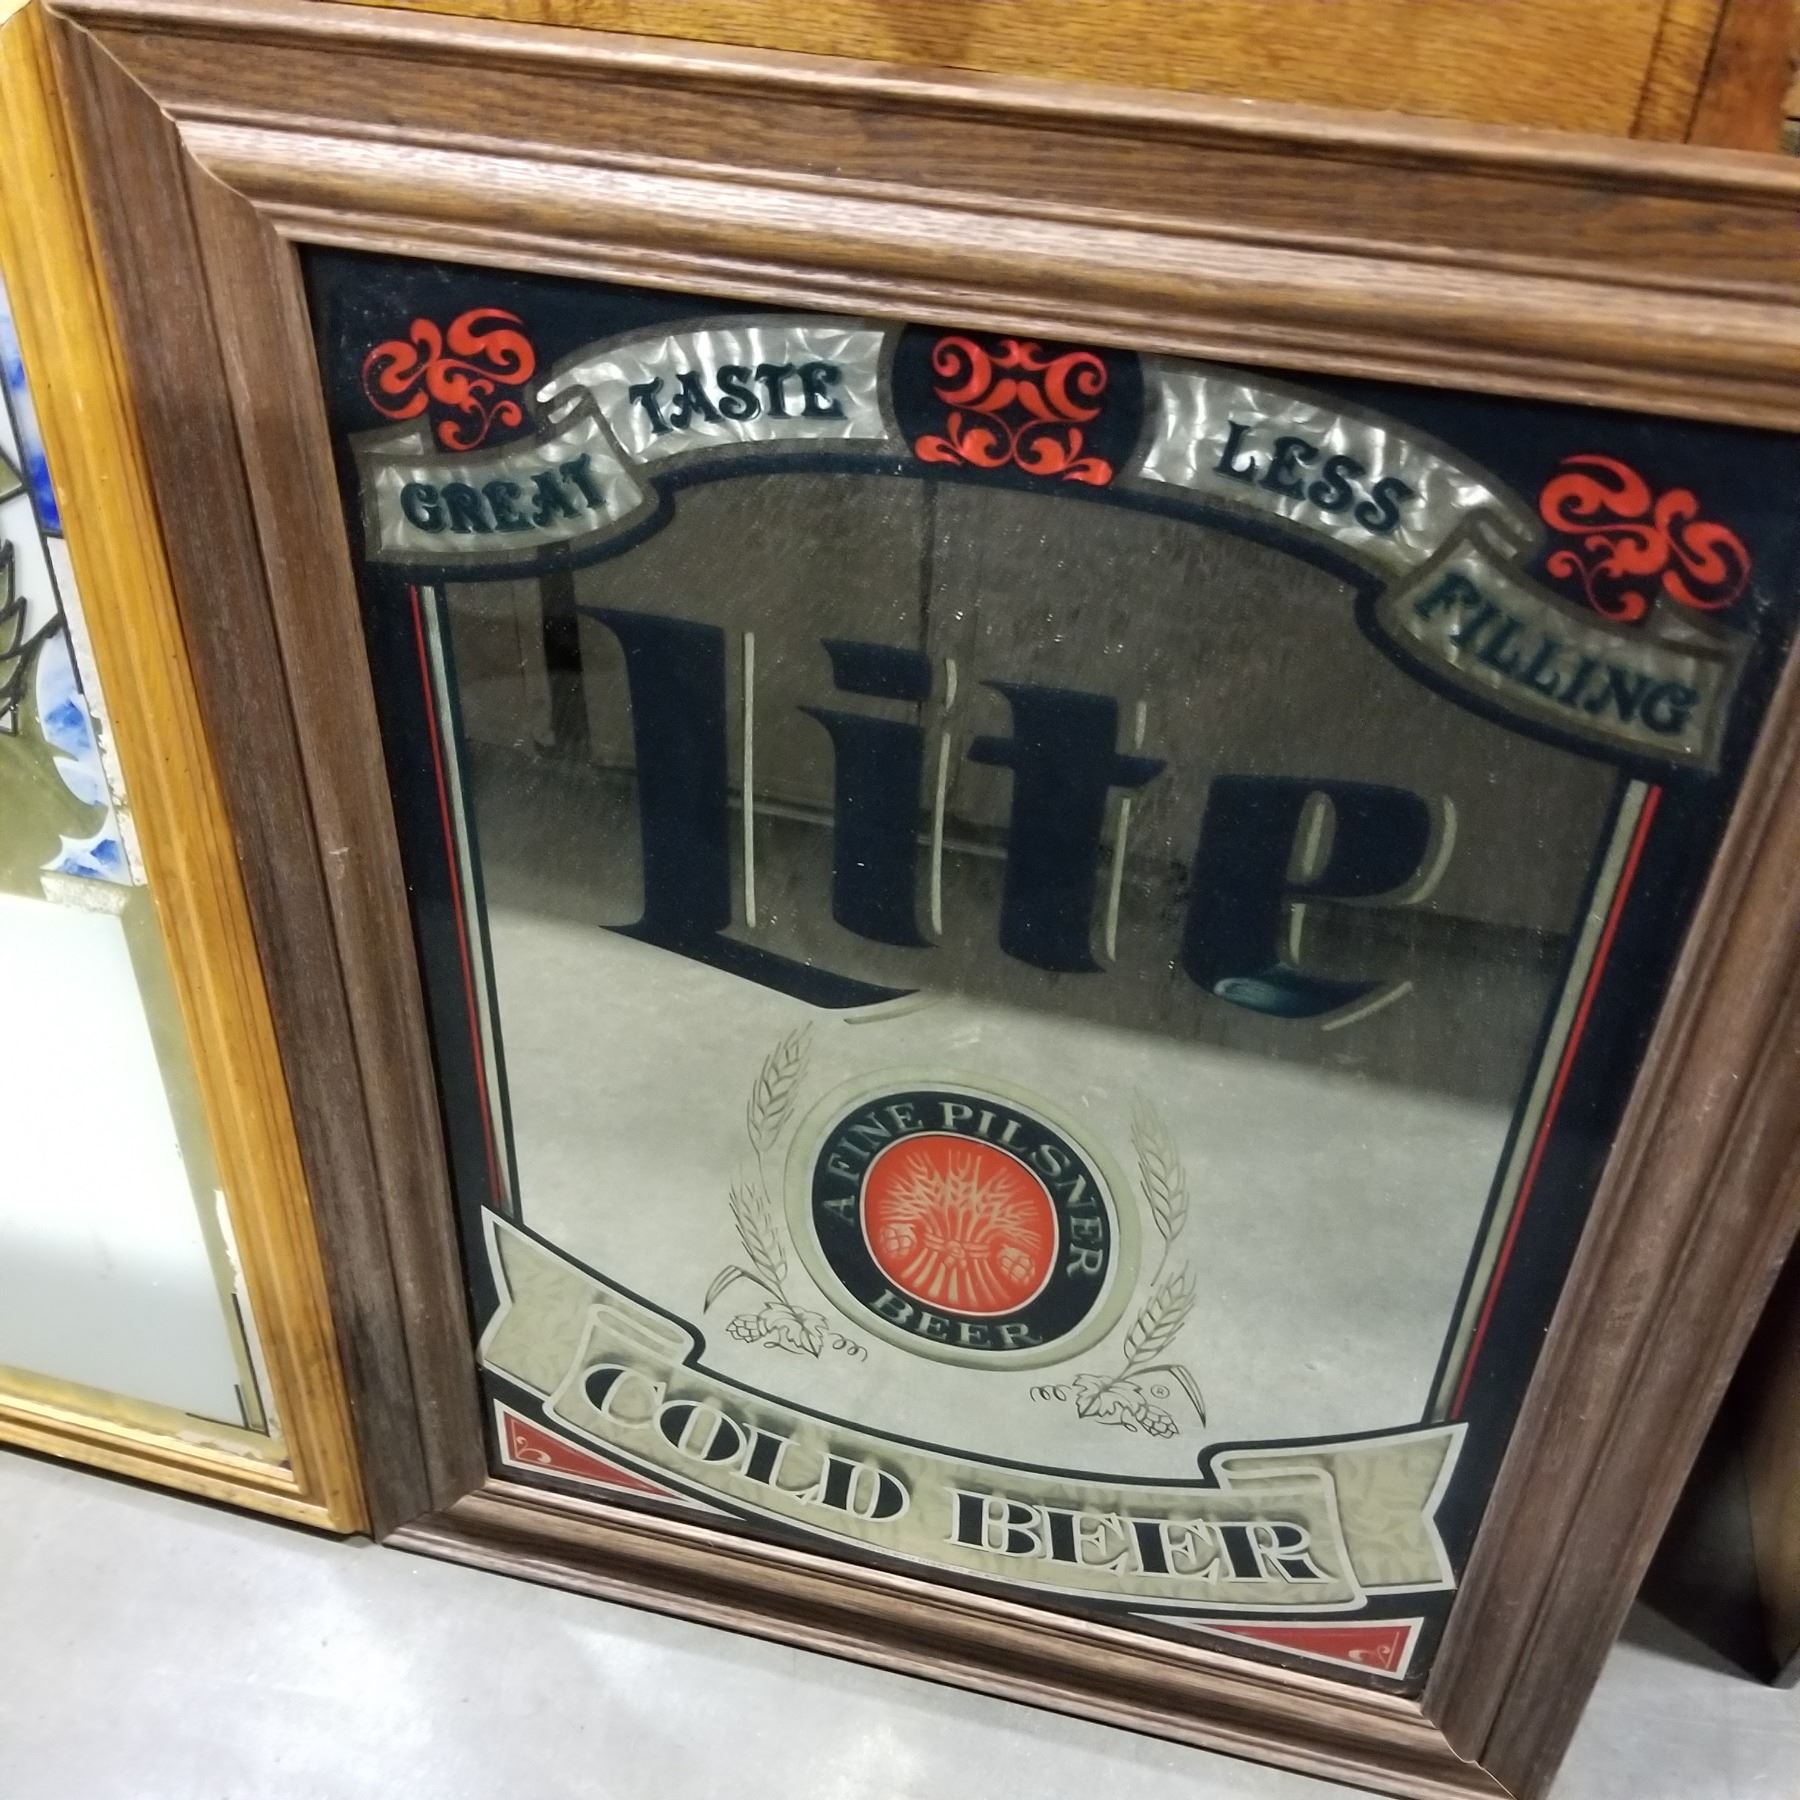 GREAT TASTE LESS FILLING
Lite
A FINE PILSNER
BEER
®
COLD BEER